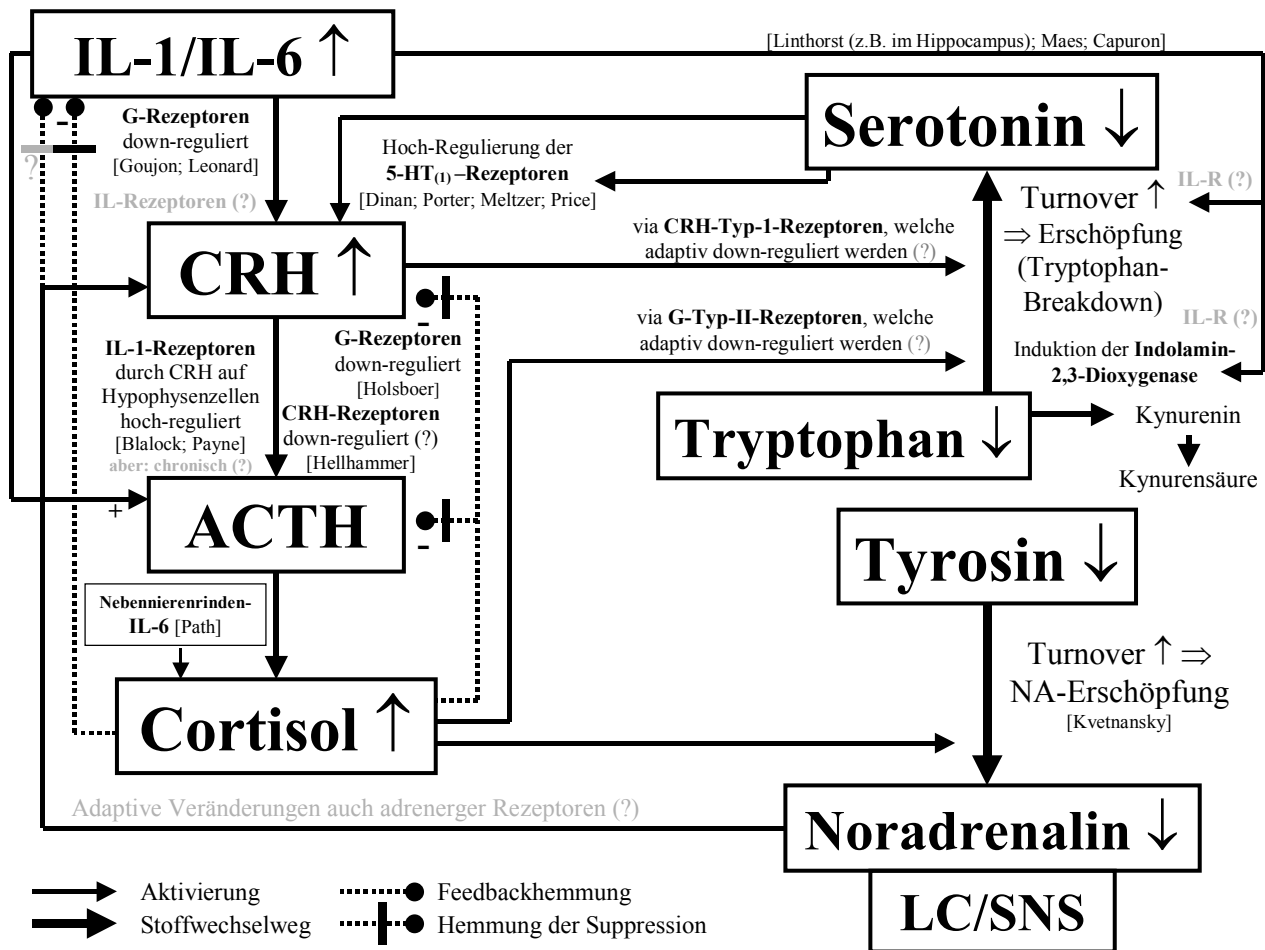 IL-1/IL-6 ↑
[Linthorst (z.B. im Hippocampus); Maes; Capuron]
-
?
G-Rezeptoren
down-reguliert
[Goujon; Leonard]
IL-Rezeptoren (?)
Serotonin ↓
Hoch-Regulierung der
5-HT(1) –Rezeptoren
[Dinan; Porter; Meltzer; Price]
IL-R (?)
Turnover ↑
⇒ Erschöpfung
(Tryptophan-
Breakdown)
CRH ↑
via CRH-Typ-1-Rezeptoren, welche
adaptiv down-reguliert werden (?)
-
G-Rezeptoren
down-reguliert
[Holsboer]
via G-Typ-II-Rezeptoren, welche
adaptiv down-reguliert werden (?)
IL-R (?)
Induktion der Indolamin-
2,3-Dioxygenase
IL-1-Rezeptoren
durch CRH auf
Hypophysenzellen
hoch-reguliert
[Blalock; Payne]
aber: chronisch (?)
CRH-Rezeptoren
down-reguliert (?)
[Hellhammer]
Tryptophan ↓
Kynurenin
Kynurensäure
+
ACTH
-
Tyrosin ↓
Nebennierenrinden-
IL-6 [Path]
Turnover ↑ ⇒
NA-Erschöpfung
[Kvetnansky]
Cortisol ↑
Adaptive Veränderungen auch adrenerger Rezeptoren (?)
Noradrenalin ↓
LC/SNS
Aktivierung
Stoffwechselweg
Feedbackhemmung
Hemmung der Suppression